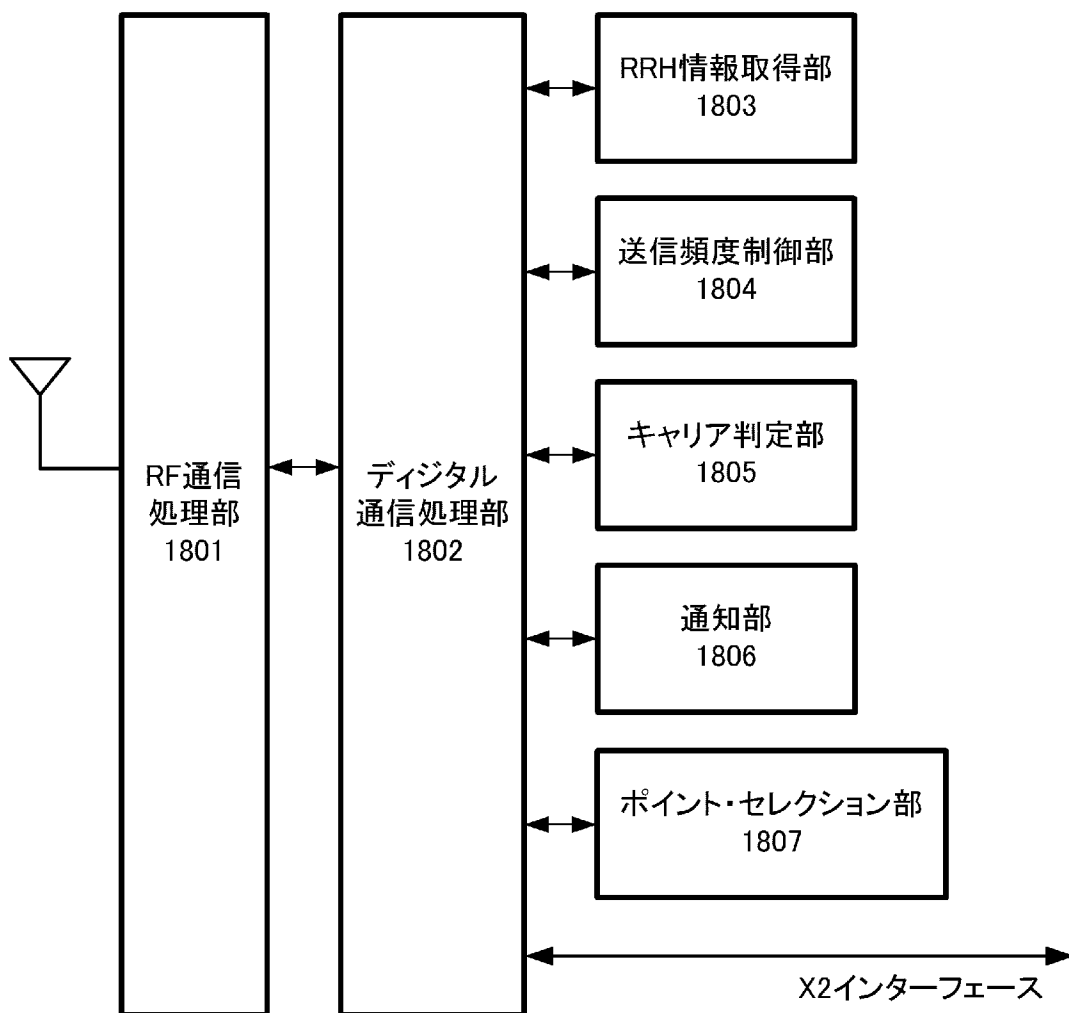 RF通信
処理部
1801
ディジタル
通信処理部
1802
RRH情報取得部
1803
送信頻度制御部
1804
キャリア判定部
1805
通知部
1806
ポイント・セレクション部
1807
X2インターフェース